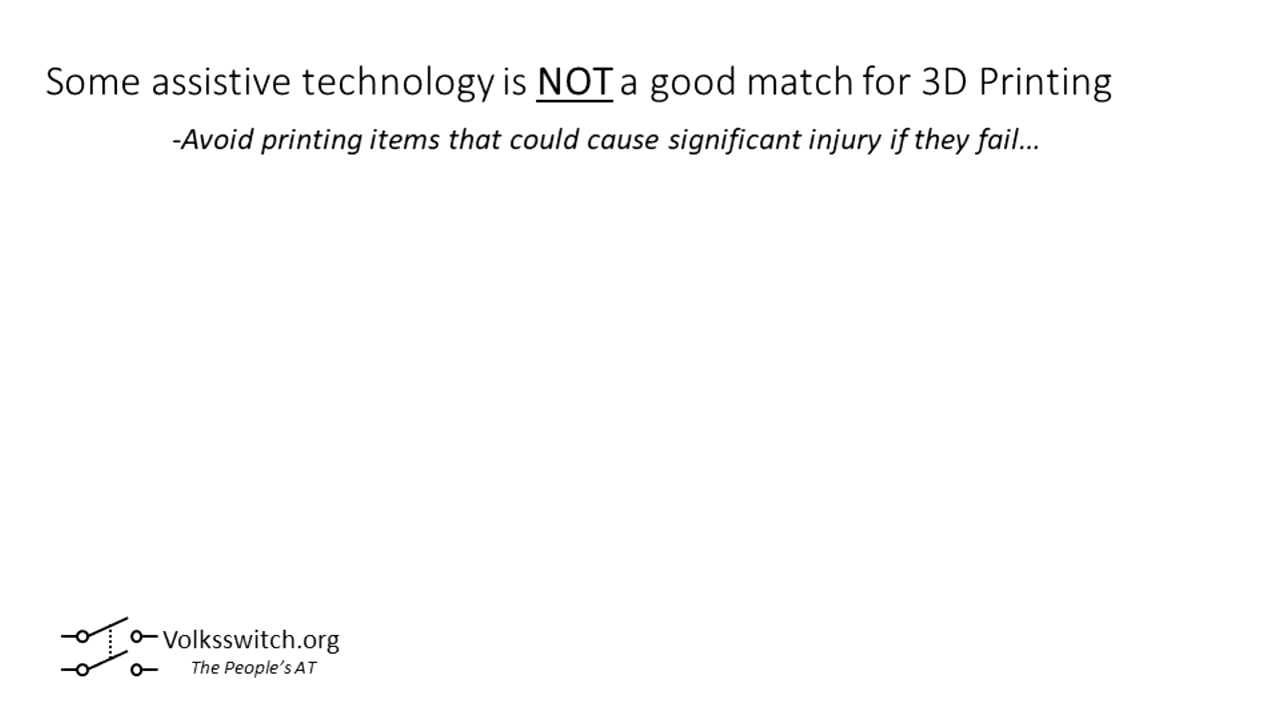 Some assistive technology is NOT a good match for 3D Printing
-Avoid printing items that could cause significant injury if they fail...
Volksswitch.org
The People's AT